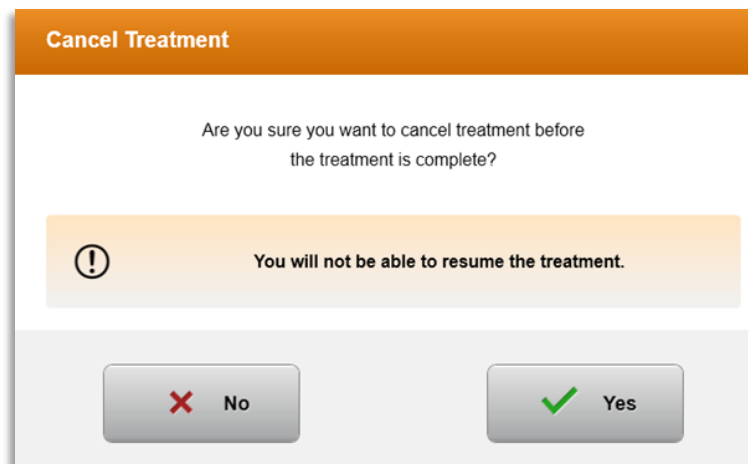 Cancel Treatment
Are you sure you want to cancel treatment before
the treatment is complete?
You will not be able to resume the treatment.
No
Yes